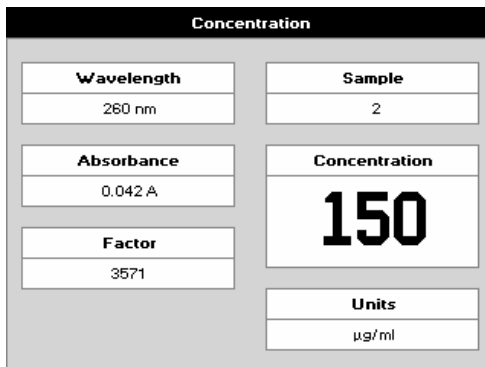 Concentration
Wavelength
260 nm
Absorbance
0.042 A
Factor
3571
Sample
2
Concentration
150
Units
µg/ml